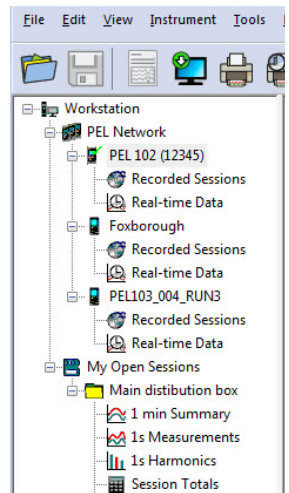 File Edit View Instrument Tools
Workstation
PEL Network
PEL 102 (12345)
Recorded Sessions
Real-time Data
Foxborough
Recorded Sessions
Real-time Data
PEL103_004_RUN3
Recorded Sessions
Real-time Data
My Open Sessions
Main distibution box
1 min Summary
1s Measurements
1s Harmonics
Session Totals